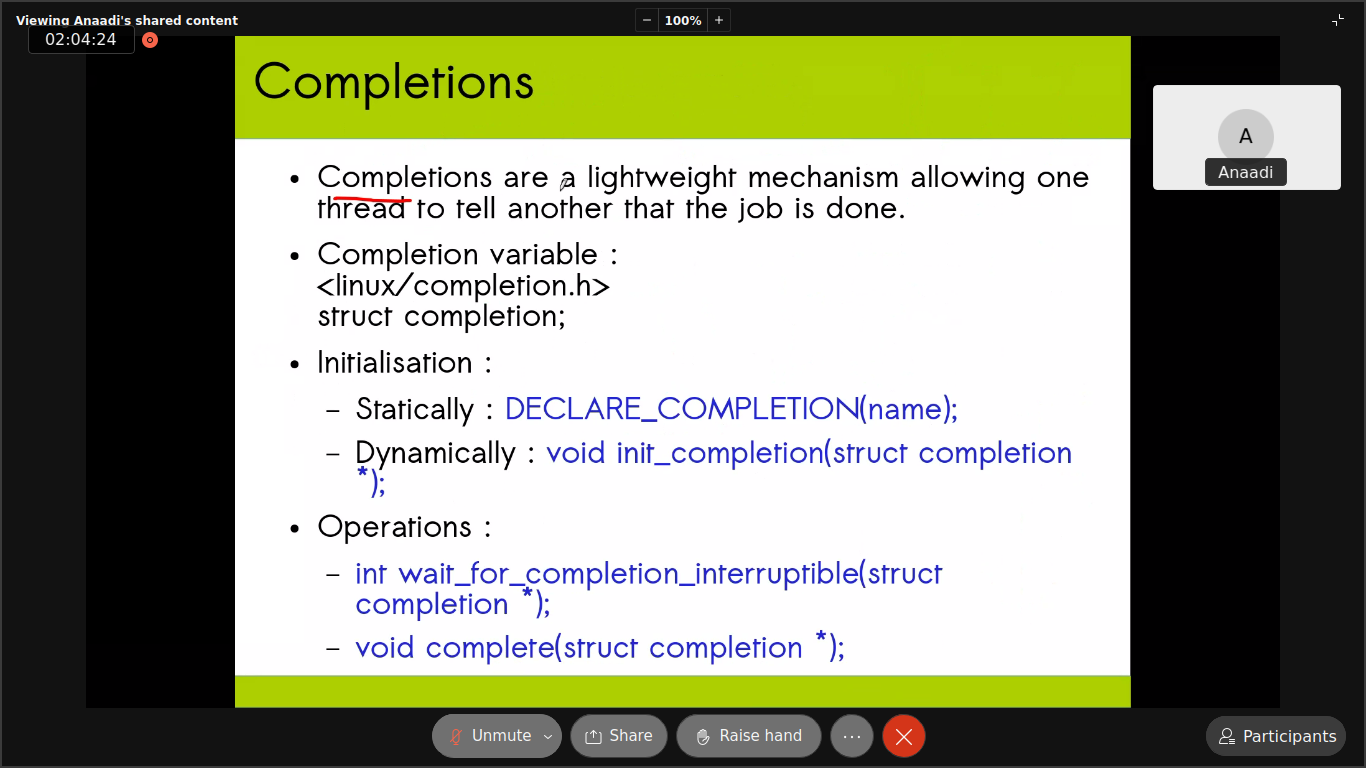 Viewing Anaadi's shared content
− 100% +
02:04:24
Completions
A
Anaadi
• Completions are a lightweight mechanism allowing one
thread to tell another that the job is done.
• Completion variable :
<linux/completion.h>
struct completion;
• Initialisation :
– Statically : DECLARE_COMPLETION(name);
– Dynamically : void init_completion(struct completion
*);
• Operations :
– int wait_for_completion_interruptible(struct
completion *);
– void complete(struct completion *);
Unmute
Share
Raise hand
...
Participants